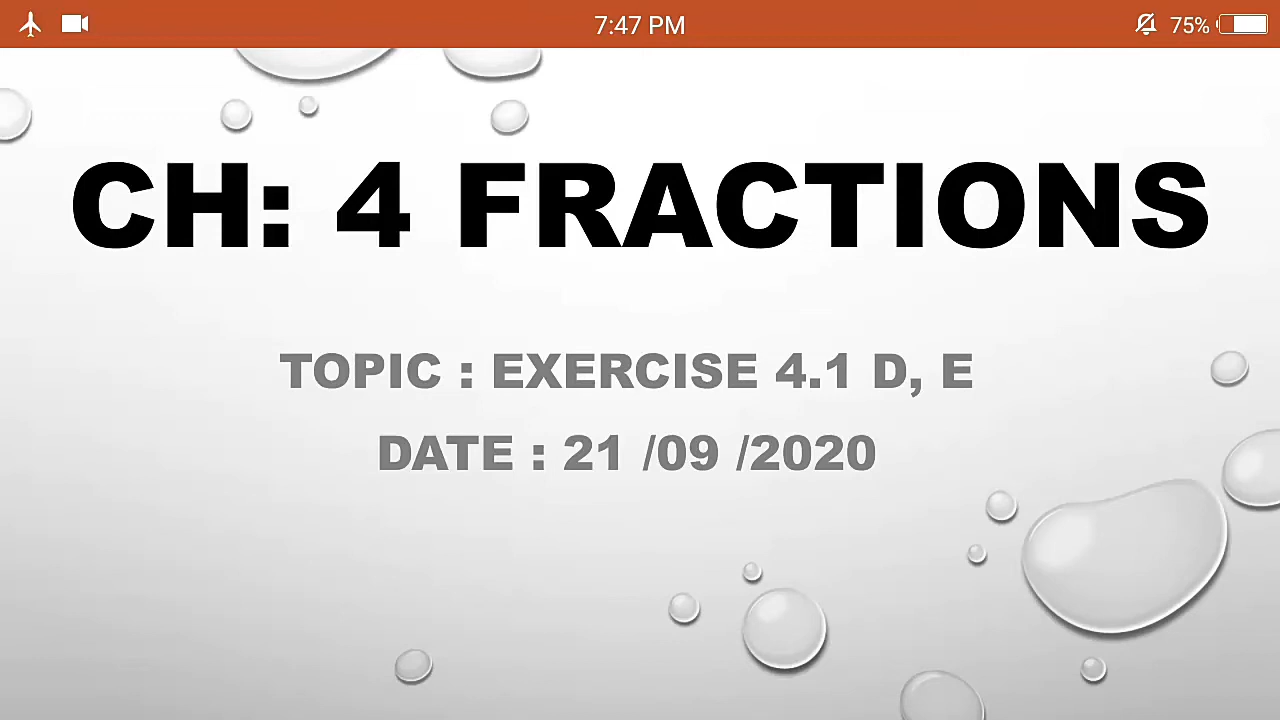 7:47 PM
75%
CH: 4 FRACTIONS
TOPIC : EXERCISE 4.1 D, E
DATE : 21 /09 /2020